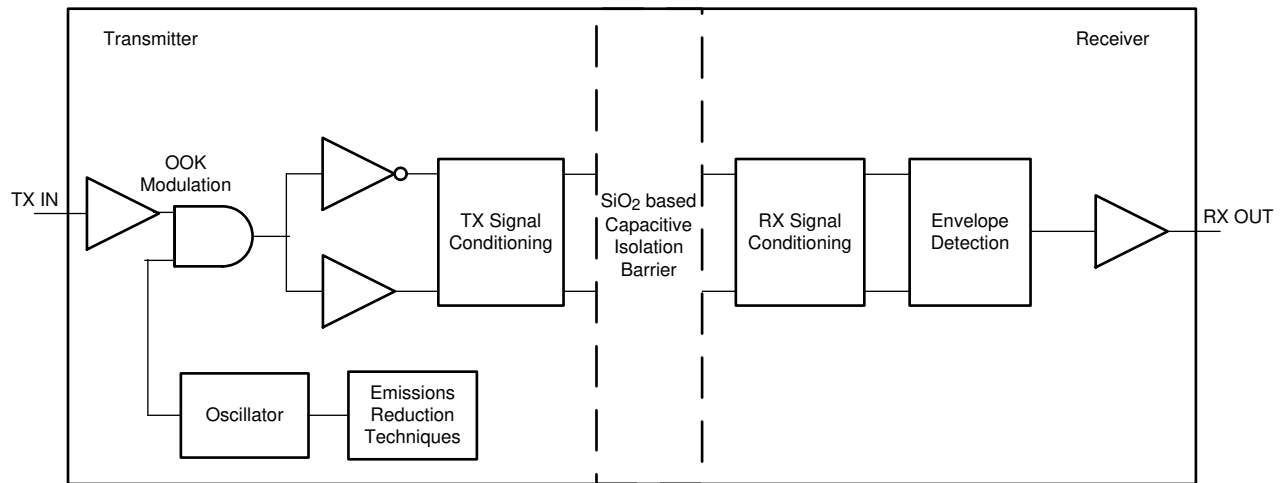 Transmitter
Receiver
OOK
Modulation
TX IN
TX Signal
Conditioning
SiO2 based
Capacitive
Isolation
Barrier
RX Signal
Conditioning
Envelope
Detection
RX OUT
Oscillator
Emissions
Reduction
Techniques